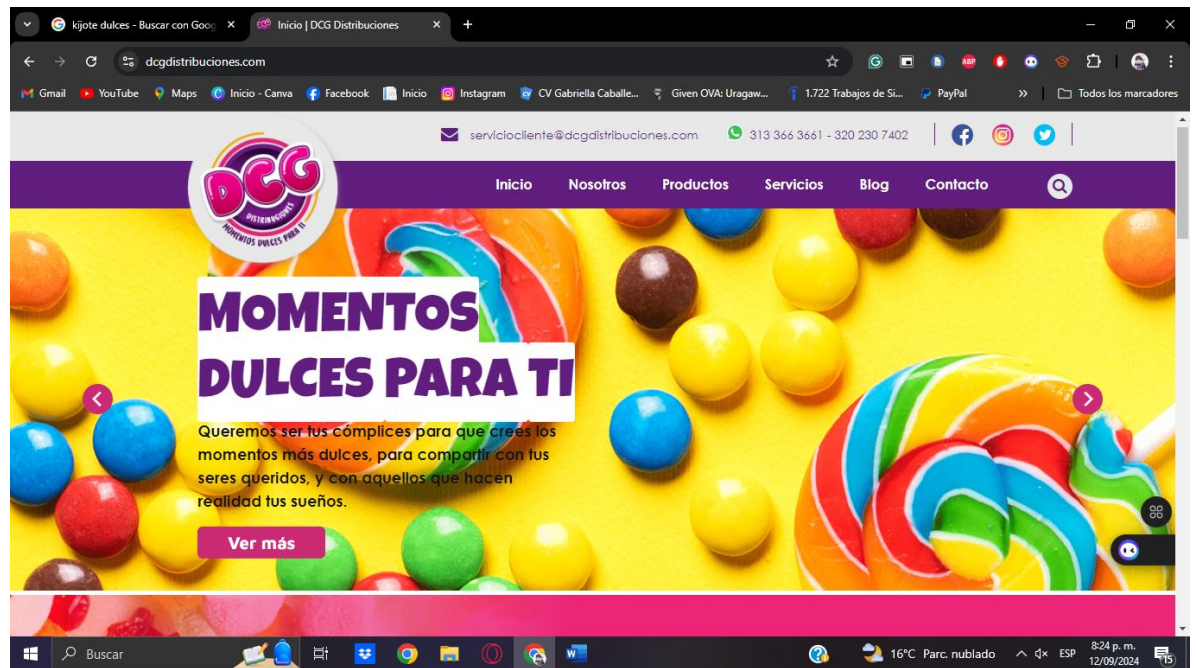 kijote dulces - Buscar con Goog
Inicio | DCG Distribuciones
dcgdistribuciones.com
Gmail
YouTube
Maps
Inicio - Canva
Facebook
Inicio
Instagram
CV Gabriella Caballe...
Given OVA: Uragaw...
1.722 Trabajos de Si...
PayPal
»
Todos los marcadores
serviciocliente@dcgdistribuciones.com
313 366 3661 - 320 230 7402
DCG
DISTRIBUCIONES
MOMENTOS DULCES PARA TI
Inicio Nosotros Productos Servicios Blog Contacto
MOMENTOS
DULCES PARA TI
Queremos ser tus cómplices para que crees los
momentos más dulces, para compartir con tus
seres queridos, y con aquellos que hacen
realidad tus sueños.
Ver más
Buscar
16°C Parc. nublado
ESP
8:24 p. m.
12/09/2024
15